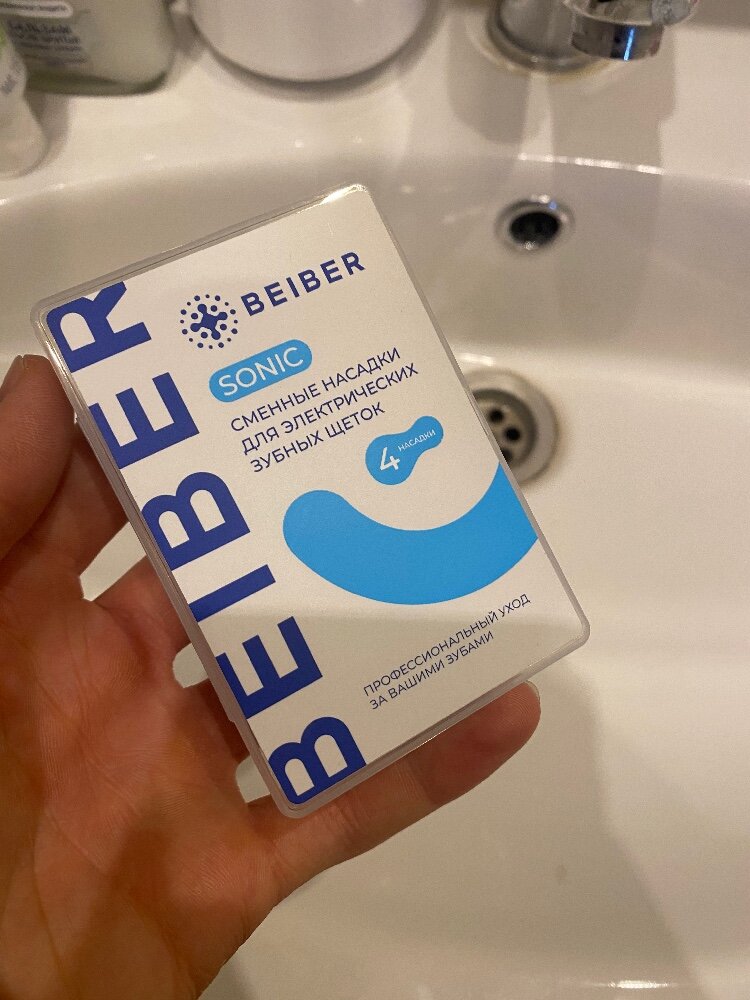 BEIBER
BEIBER
SONIC
СМЕННЫЕ НАСАДКИ
ДЛЯ ЭЛЕКТРИЧЕСКИХ
ЗУБНЫХ ЩЕТОК
4 НАСАДКИ
ПРОФЕССИОНАЛЬНЫЙ УХОД
ЗА ВАШИМИ ЗУБАМИ